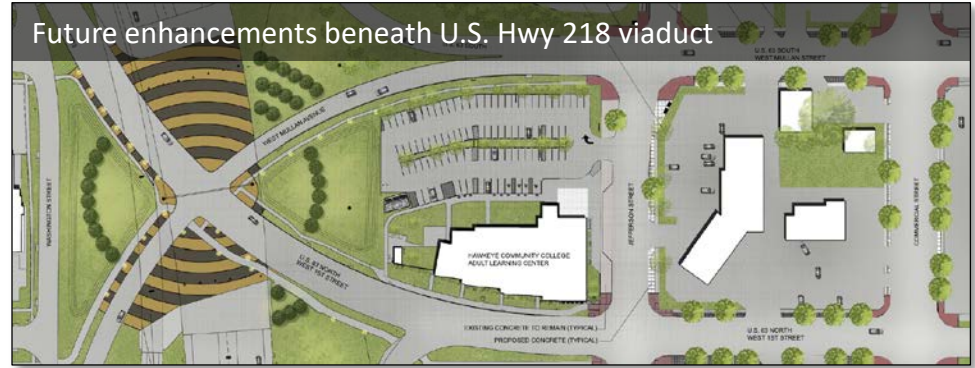 Future enhancements beneath U.S. Hwy 218 viaduct
U.S. 63 SOUTH
U.S. 63 SOUTH
WEST MULLAN STREET
WEST MULLAN AVENUE
WASHINGTON STREET
JEFFERSON STREET
COMMERCIAL STREET
HAWKEYE COMMUNITY COLLEGE
ADULT LEARNING CENTER
U.S. 63 NORTH
WEST 1ST STREET
EXISTING CONCRETE TO REMAIN (TYPICAL)
PROPOSED CONCRETE (TYPICAL)
U.S. 63 NORTH
WEST 1ST STREET